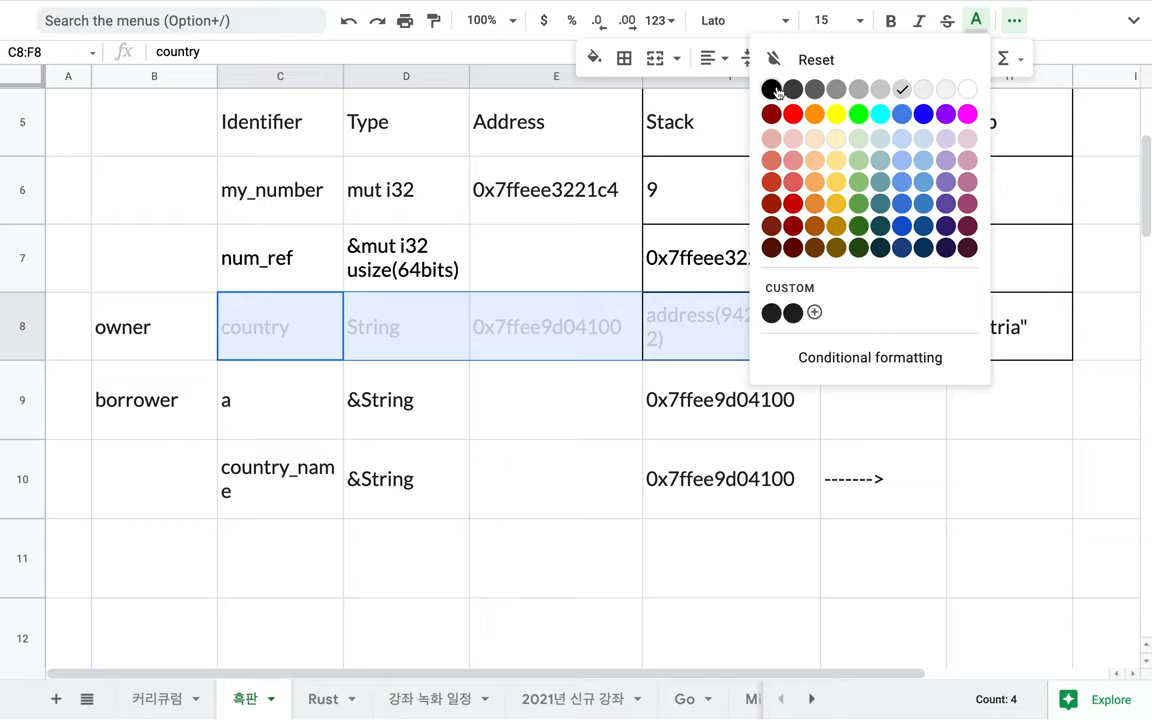 Search the menus (Option+/)
100%
$
%
.0
.00
123
Lato
15
B
I
S
A
C8:F8
fx
country
Σ
Reset
A
B
C
D
E
I
5
Identifier
Type
Address
Stack
6
my_number
mut i32
0x7ffeee3221c4
9
7
num_ref
&mut i32
usize(64bits)
0x7ffeee32
8
owner
country
String
0x7ffee9d04100
address(942
2)
tria"
CUSTOM
Conditional formatting
9
borrower
a
&String
0x7ffee9d04100
10
country_nam
e
&String
0x7ffee9d04100
------->
11
12
커리큐럼
흑판
Rust
강좌 녹화 일정
2021년 신규 강좌
Go
Mi
Count: 4
Explore